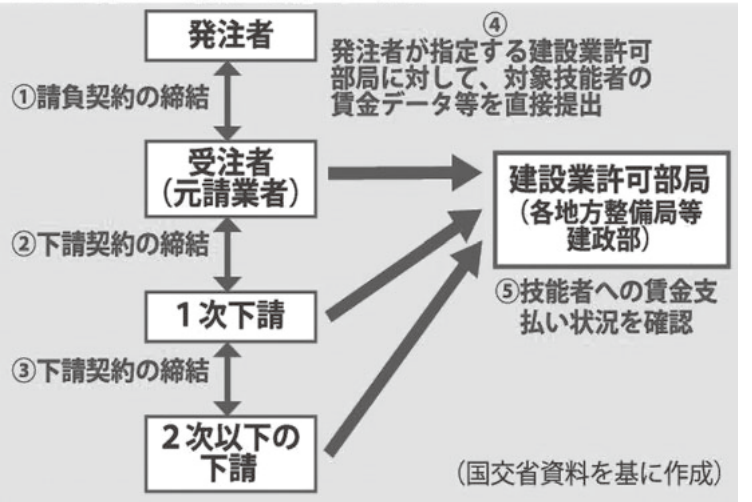 発注者
①請負契約の締結
④
発注者が指定する建設業許可
部局に対して、対象技能者の
賃金データ等を直接提出
受注者
（元請業者）
建設業許可部局
（各地方整備局等
建政部）
②下請契約の締結
１次下請
⑤技能者への賃金支
払い状況を確認
③下請契約の締結
２次以下の
下請
（国交省資料を基に作成）